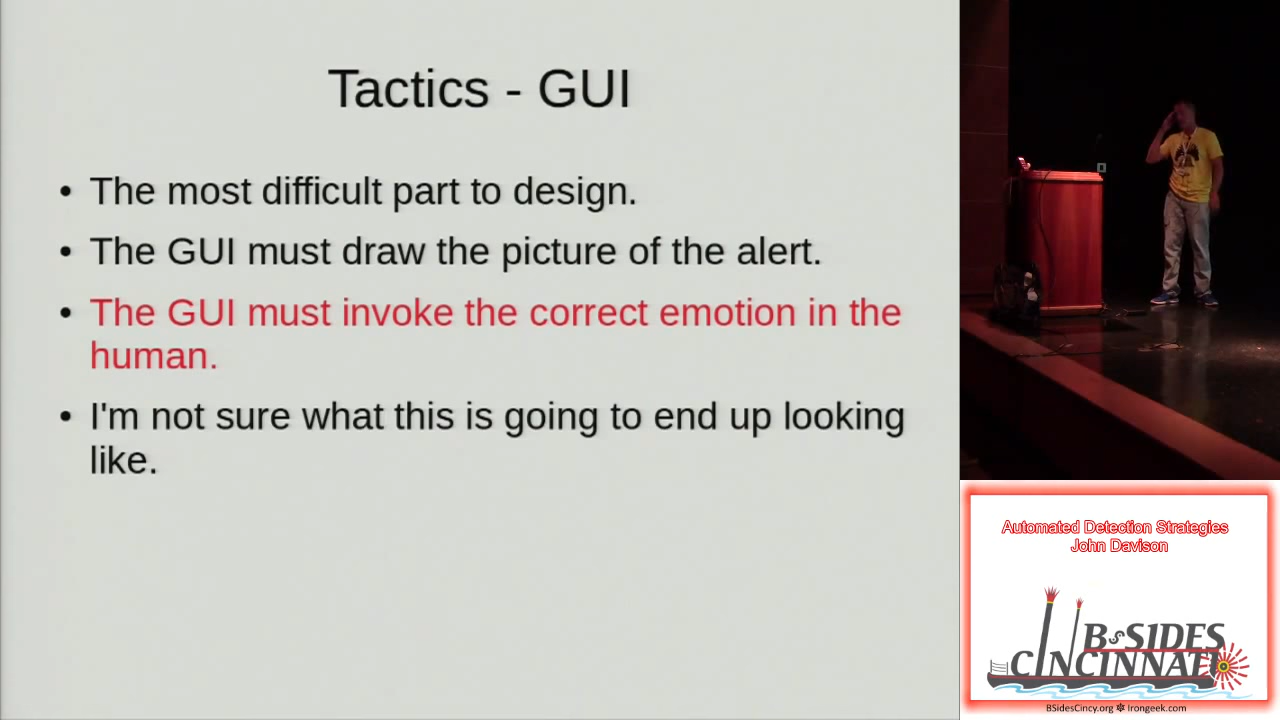 Tactics - GUI
• The most difficult part to design.
• The GUI must draw the picture of the alert.
• The GUI must invoke the correct emotion in the
human.
• I'm not sure what this is going to end up looking
like.
Automated Detection Strategies
John Davison
BSIDES
CINCINNATI
BSidesCincy.org ✽ Irongeek.com